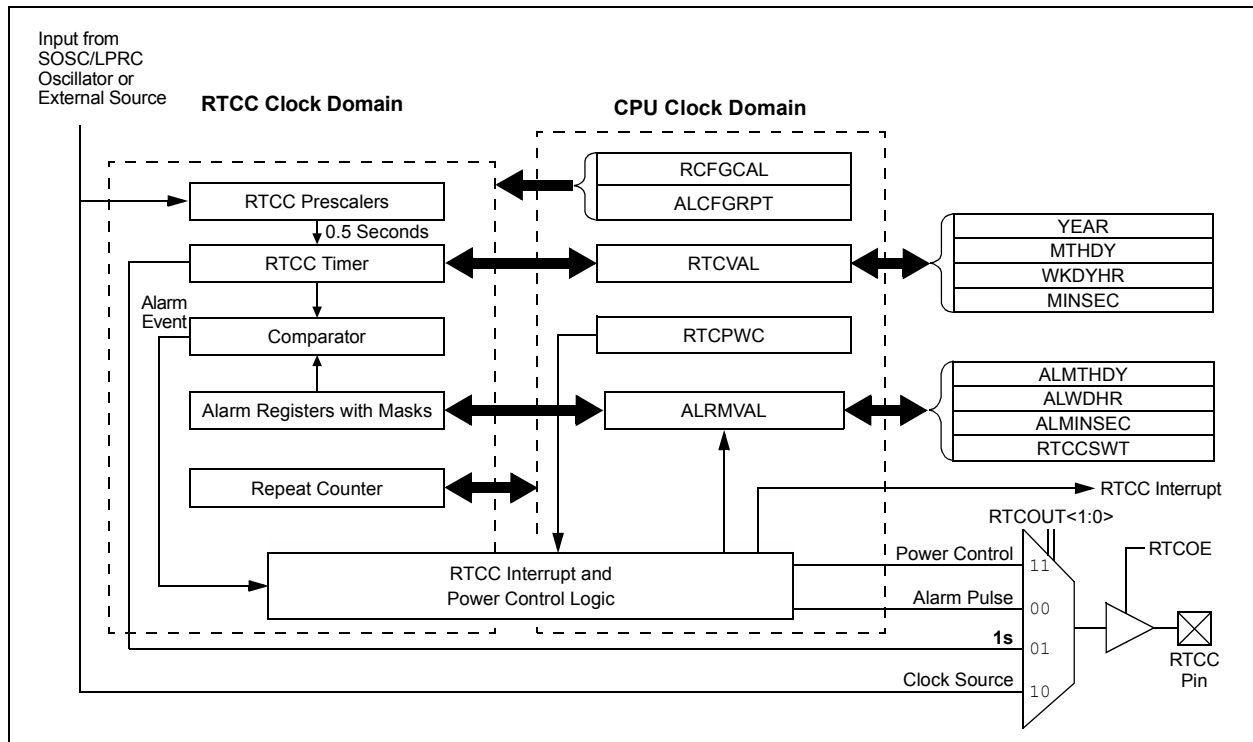 Input from
SOSC/LPRC
Oscillator or
External Source
RTCC Clock Domain
CPU Clock Domain
RCFGCAL
ALCFGRPT
RTCC Prescalers
0.5 Seconds
RTCC Timer
RTCVAL
YEAR
MTHDY
WKDYHR
MINSEC
Alarm
Event
Comparator
RTCPWC
Alarm Registers with Masks
ALRMVAL
ALMTHDY
ALWDHR
ALMINSEC
RTCCSWT
Repeat Counter
RTCC Interrupt
RTCOUT<1:0>
RTCC Interrupt and
Power Control Logic
Power Control
11
RTCOE
Alarm Pulse
00
1s
01
Clock Source
10
RTCC
Pin